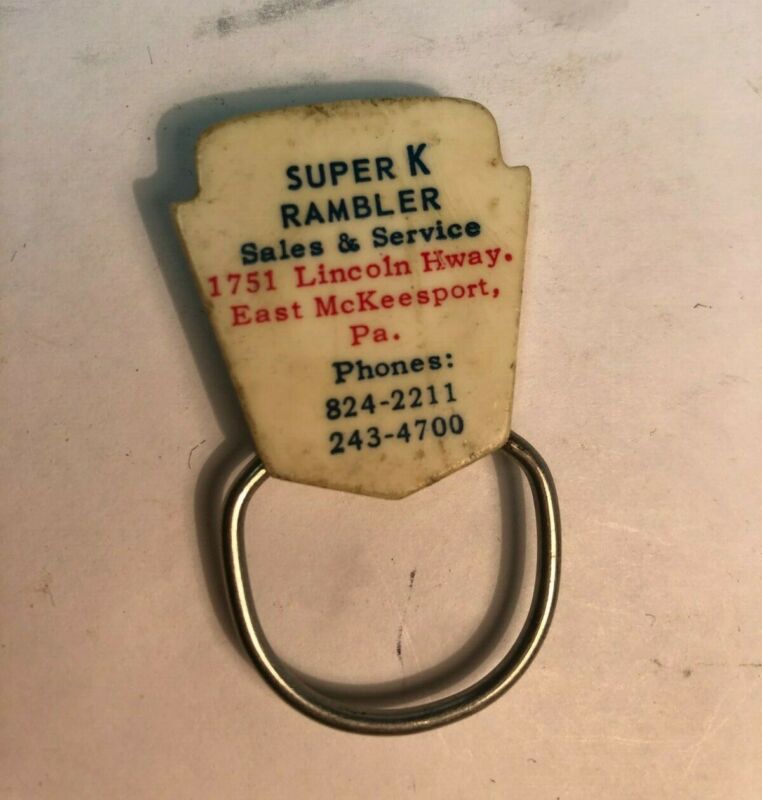 SUPER K
RAMBLER
Sales & Service
1751 Lincoln Hway.
East McKeesport,
Pa.
Phones:
824-2211
243-4700